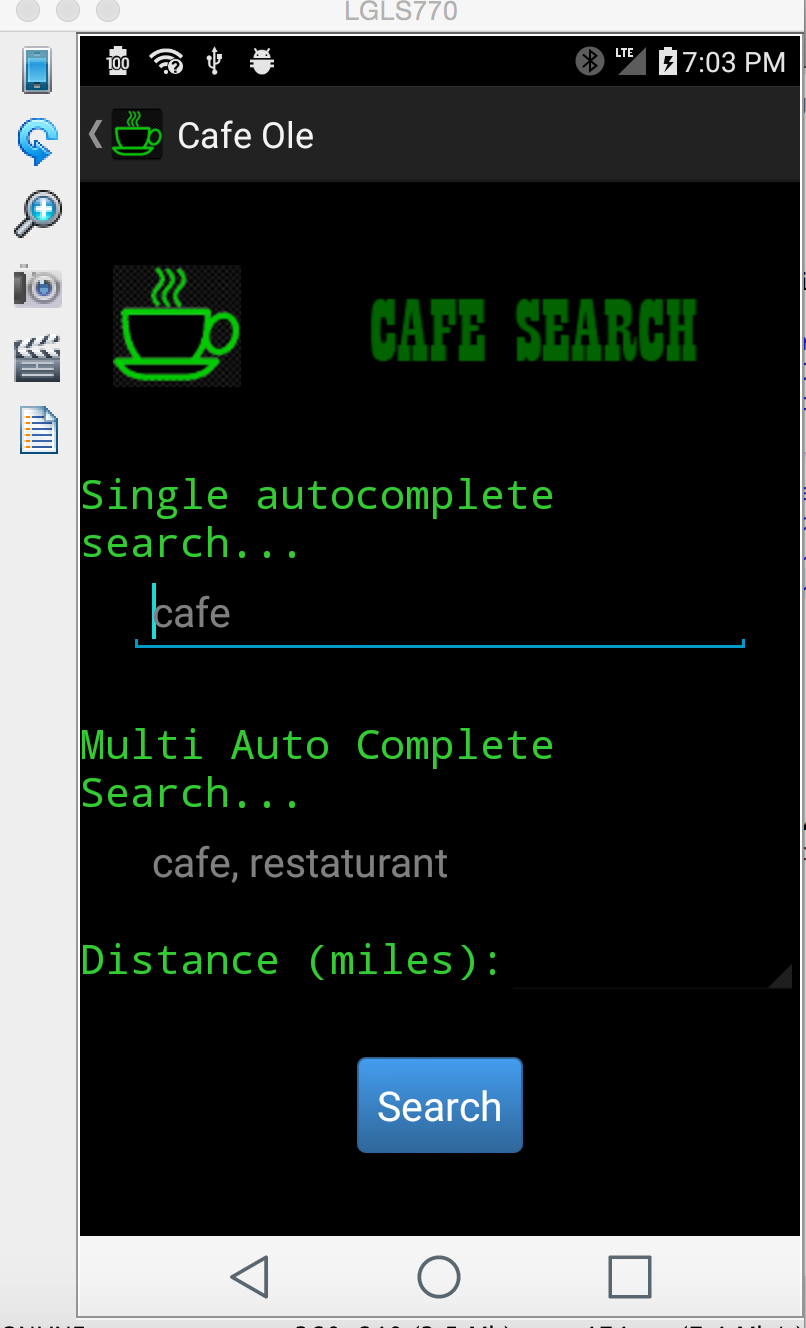 LGLS770
100 LTE 7:03 PM
Cafe Ole
CAFE SEARCH
Single autocomplete
search...
cafe
Multi Auto Complete
Search...
cafe, restaturant
Distance (miles):
Search